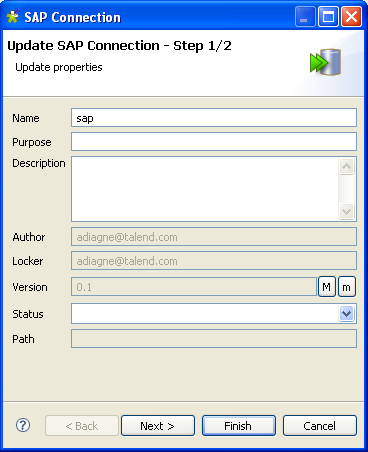 SAP Connection
Update SAP Connection - Step 1/2
Update properties
Name sap
Purpose
Description
Author adiagne@talend.com
Locker adiagne@talend.com
Version 0.1 M m
Status
Path
? < Back Next > Finish Cancel